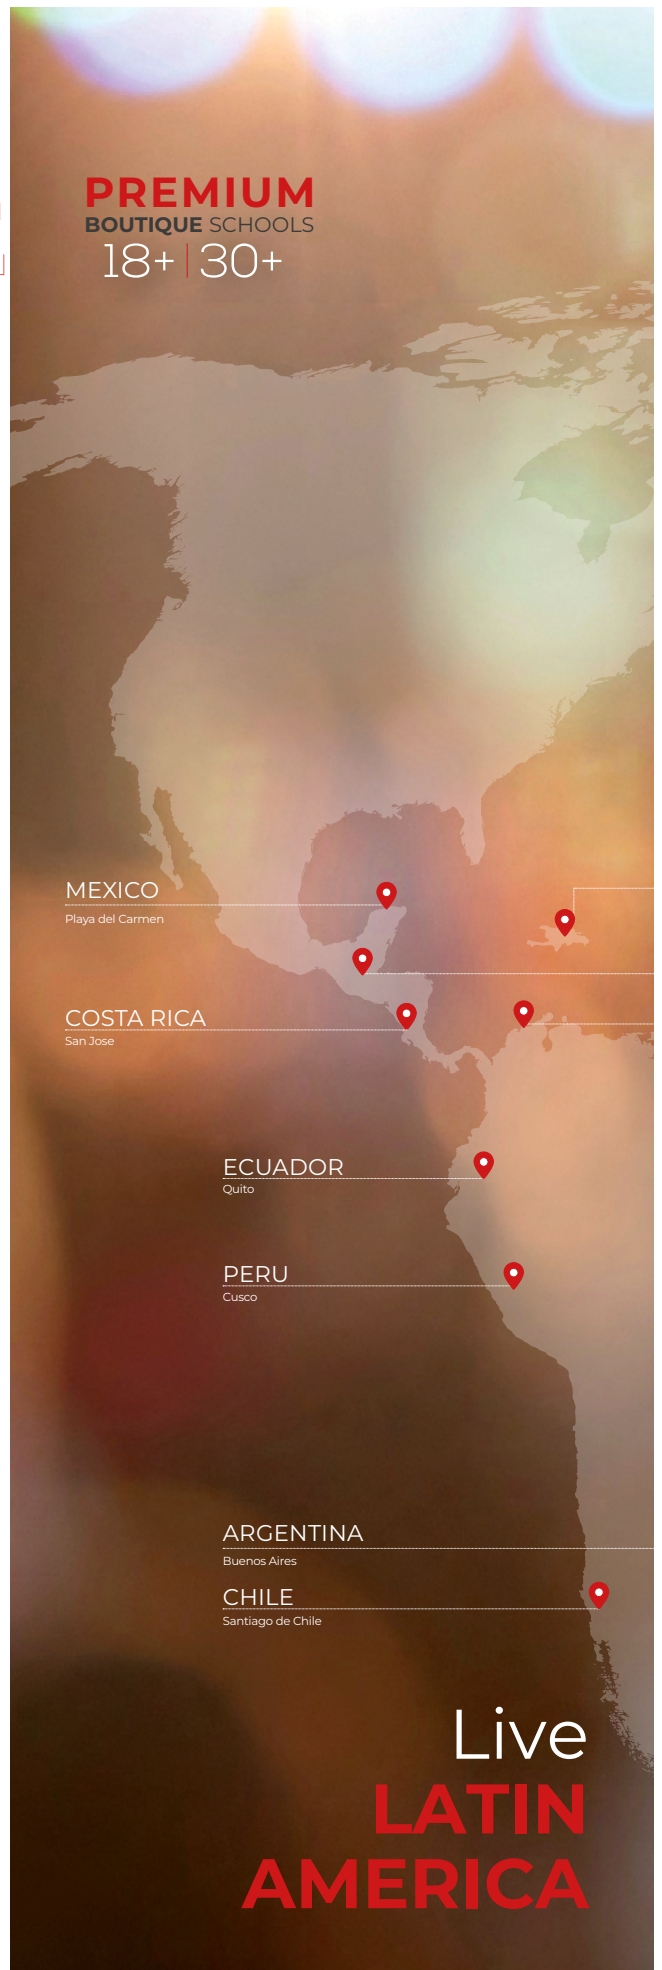 PREMIUM
BOUTIQUE SCHOOLS
18+ | 30+
MEXICO
Playa del Carmen
COSTA RICA
San Jose
ECUADOR
Quito
PERU
Cusco
ARGENTINA
Buenos Aires
CHILE
Santiago de Chile
Live
LATIN
AMERICA